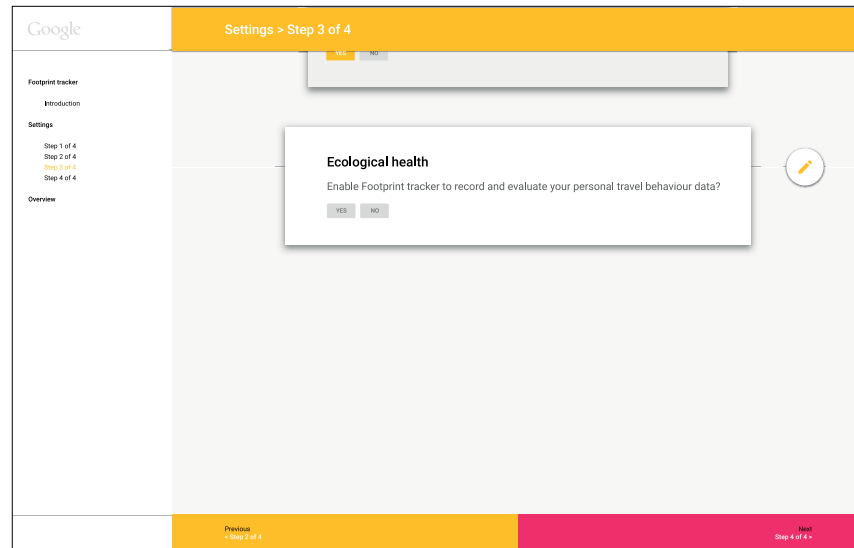 Google
Settings > Step 3 of 4
YES NO
Footprint tracker
Introduction
Settings
Step 1 of 4
Step 2 of 4
Step 3 of 4
Step 4 of 4
Overview
Ecological health
Enable Footprint tracker to record and evaluate your personal travel behaviour data?
YES NO
Previous
< Step 2 of 4
Next
Step 4 of 4 >